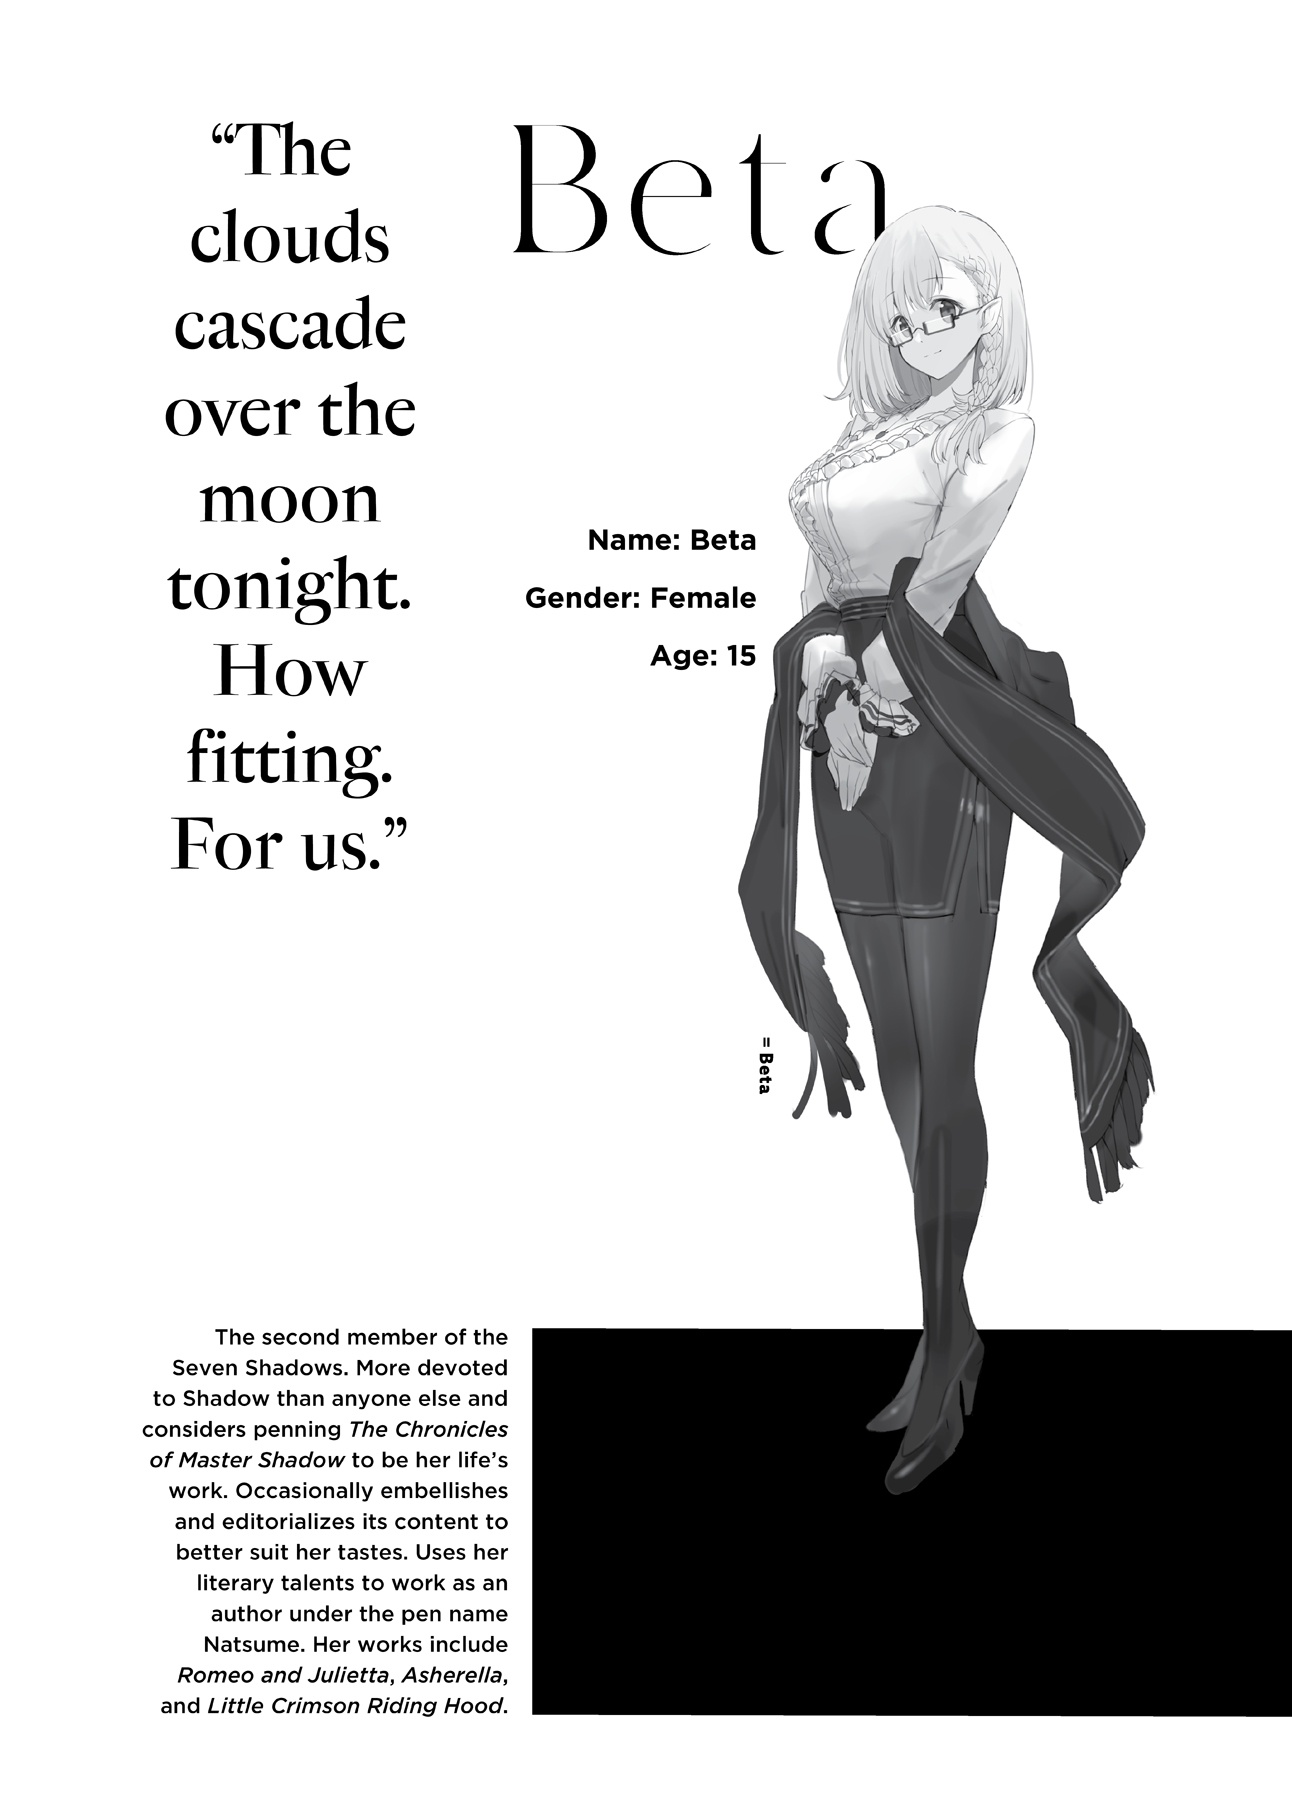 “The
clouds
cascade
over the
moon
tonight.
How
fitting.
For us.”
Beta
Name: Beta
Gender: Female
Age: 15
= Beta
The second member of the
Seven Shadows. More devoted
to Shadow than anyone else and
considers penning The Chronicles
of Master Shadow to be her life’s
work. Occasionally embellishes
and editorializes its content to
better suit her tastes. Uses her
literary talents to work as an
author under the pen name
Natsume. Her works include
Romeo and Julietta, Asherella,
and Little Crimson Riding Hood.